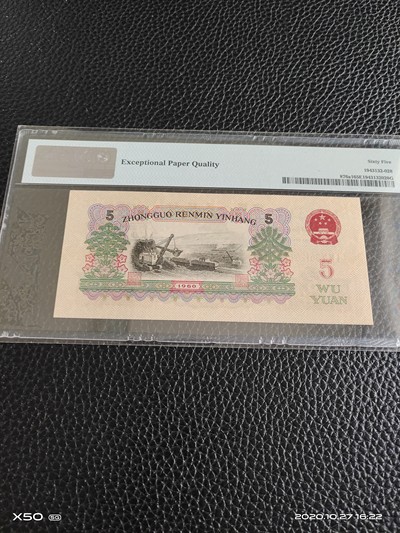 Exceptional Paper Quality
Sixty Five
5 ZHONGGUO RENMIN YINHANG 5
5
WU
YUAN
1960
X50 5G
2020.10.27 16:22